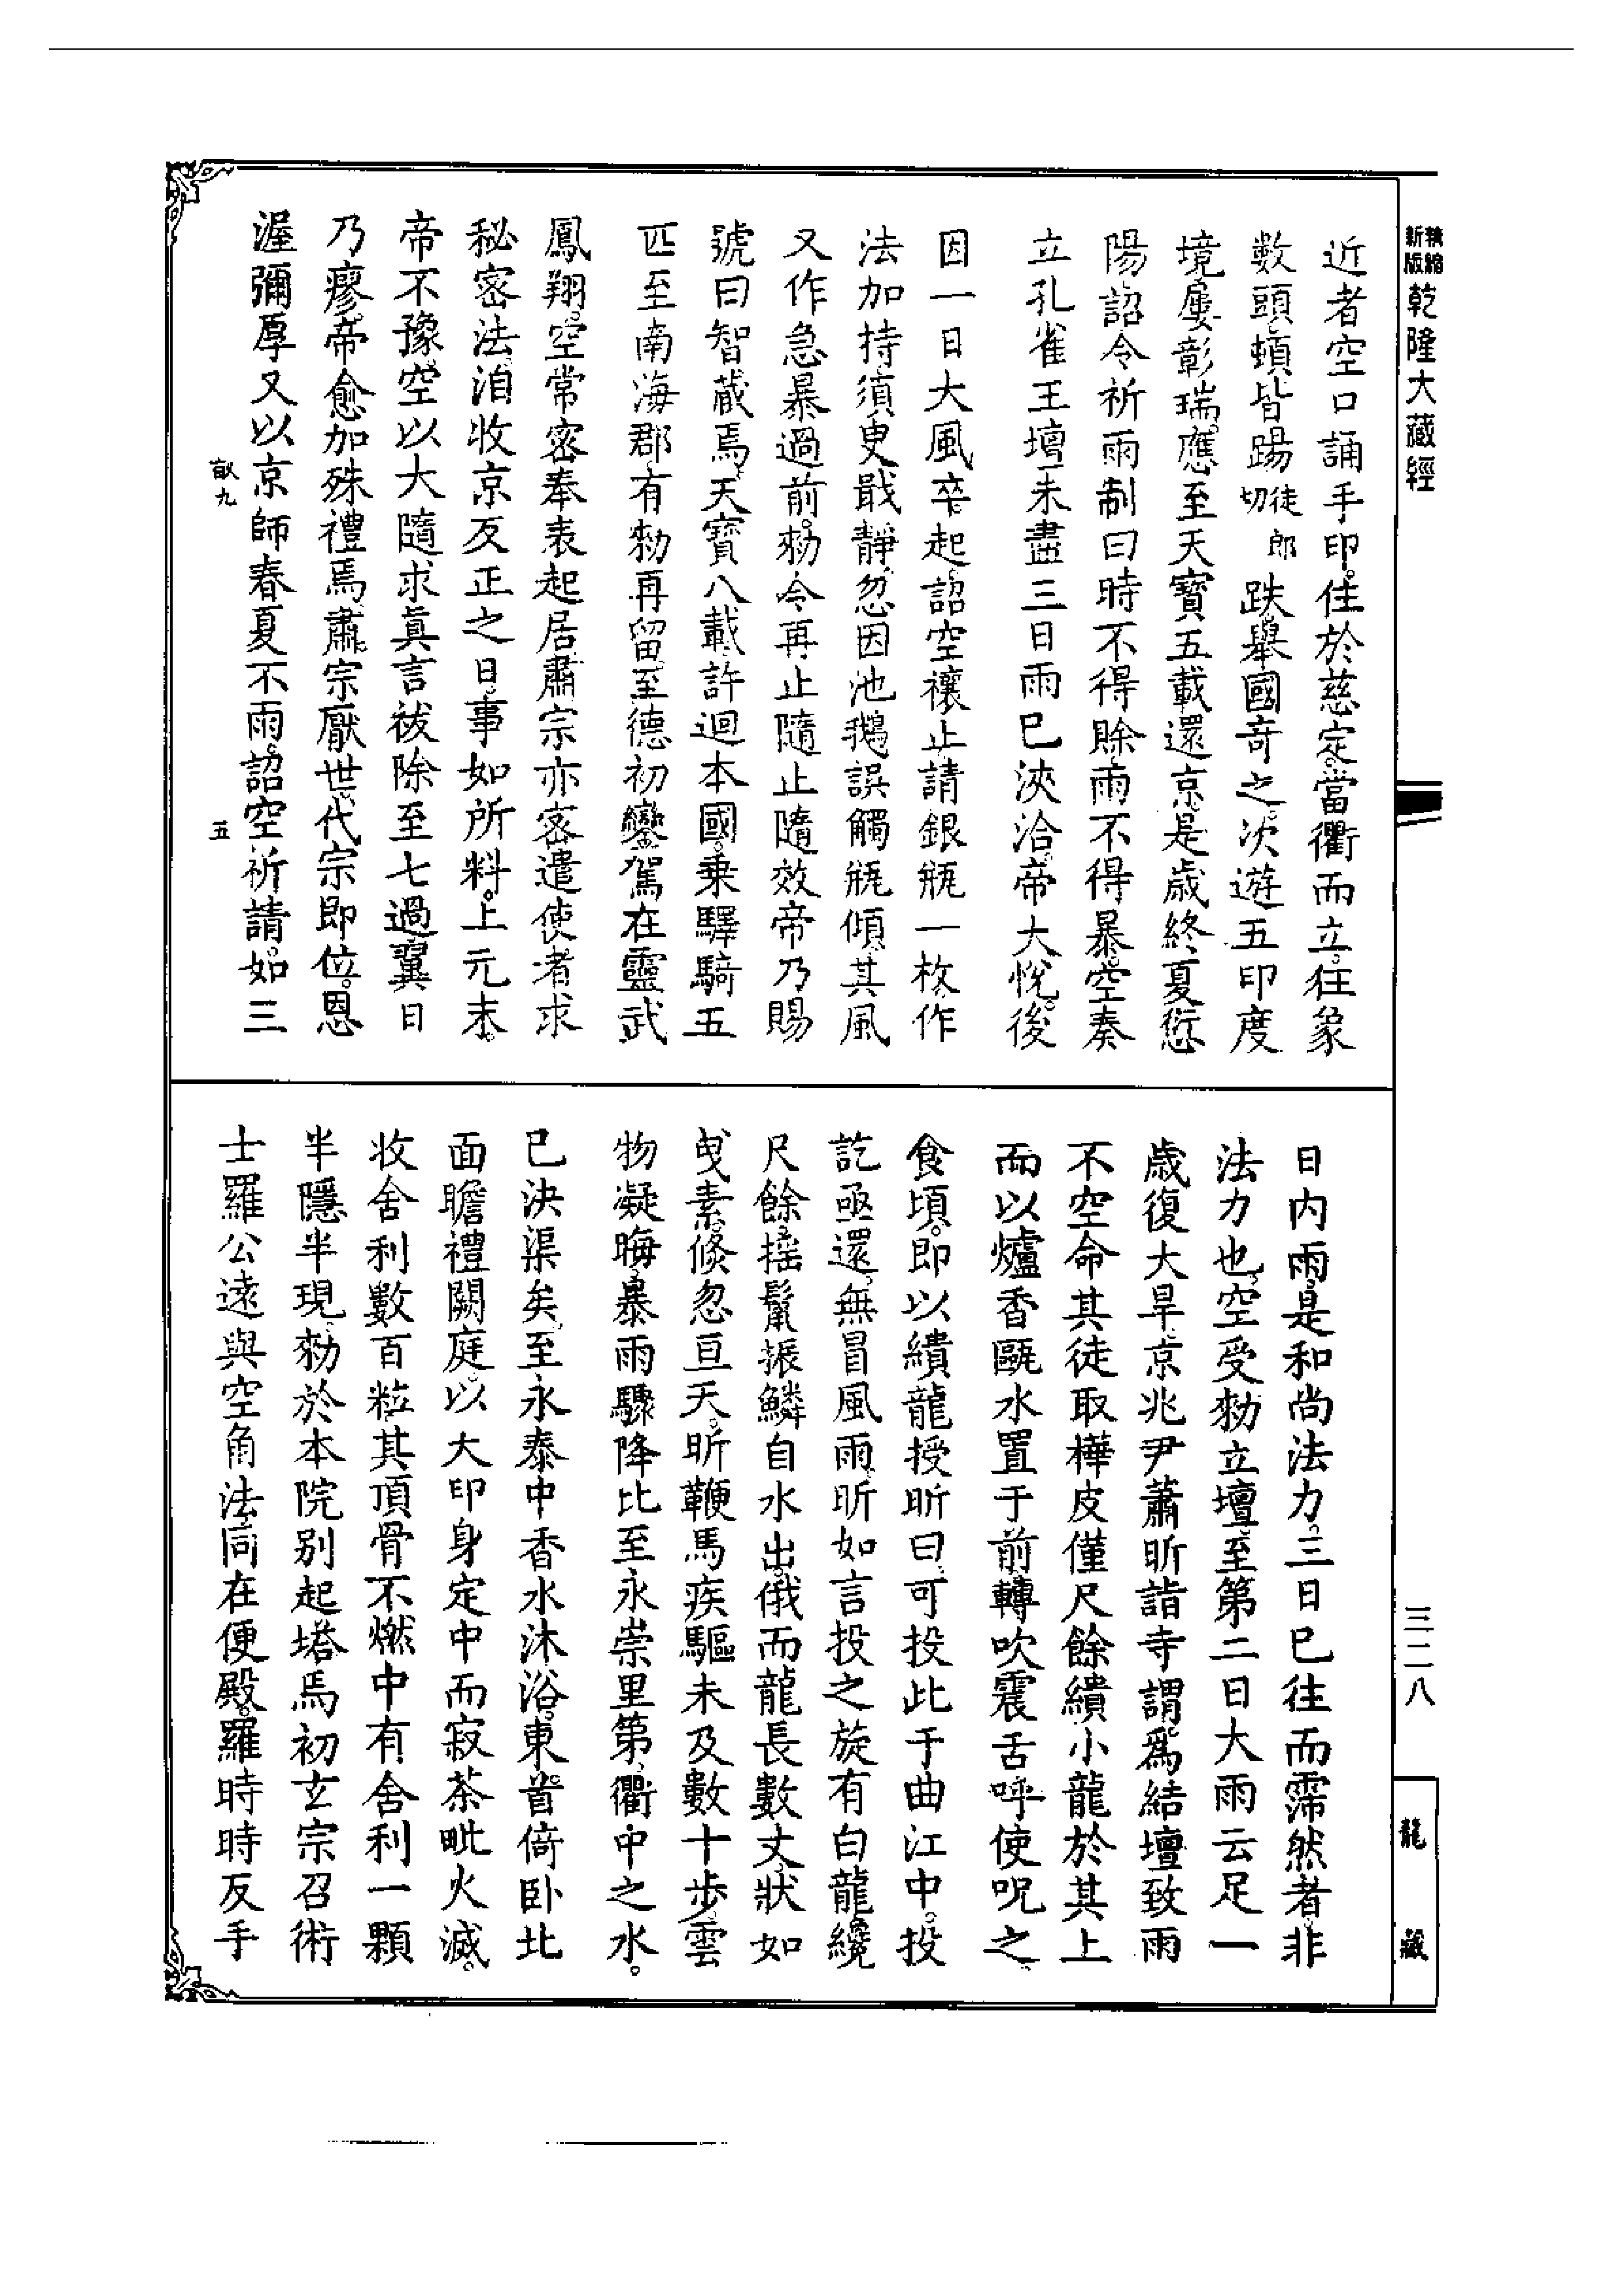 新版精縮乾隆大藏經
三二八
龍藏
近者空口誦手印。住於慈定。當衢而立。狂象
數頭頓皆踼徒郎切跌。舉國奇之。次遊五印度
境。屢彰瑞應。至天寶五載還京。是歲終夏愆
陽。詔令祈雨制曰時不得賒。雨不得暴。空奏
立孔雀王壇未盡三日雨已浹洽。帝大悅。後
因一日大風卒起。詔空禳止。請銀瓶一枚作
法加持。須臾戢靜。忽因池鵝誤觸瓶傾。其風
又作急暴過前。勑令再止隨止隨效帝乃賜
號曰智藏焉。天寶八載。許迴本國。乗驛騎五
匹至南海郡。有勑再留。至德初鑾駕在靈武
鳳翔。空常密奉表起居。肅宗亦密遣使者求
秘密法。洎收京反正之日。事如所料。上元末。
帝不豫。空以大隨求眞言祓除至七過翼日
乃瘳。帝愈加殊禮焉。肅宗厭世。代宗即位。恩
渥彌厚。又以京師春夏不雨。詔空祈請。如三
㪉九　五
日內雨。是和尚法力。三日已往而霈然者。非
法力也。空受勑立壇。至第二日大雨云足一
歲復大旱。京兆尹蕭昕詣寺謂爲結壇致雨
不空命其徒取樺皮僅尺餘繢小龍於其上
而以爐香甌水置于前。轉吹震舌呼使呪之。
食頃。即以繢龍授昕曰。可投此于曲江中。投
訖亟還。無冒風雨。昕如言投之。旋有白龍纔
尺餘。搖鬣振鱗自水出。俄而龍長數丈。狀如
曳素。倏忽亘天。昕鞭馬疾驅未及數十步。雲
物凝晦。暴雨驟降比至永崇里第。衢中之水。
已決渠矣。至永泰中香水沐浴。東首倚卧北
面瞻禮闕庭。以大印身定中而寂茶毗火滅。
收舍利數百粒其頂骨不燃中有舍利一顆
半隱半現。勑於本院别起塔焉初玄宗召術
士羅公遠與空角法。同在便殿。羅時時反手